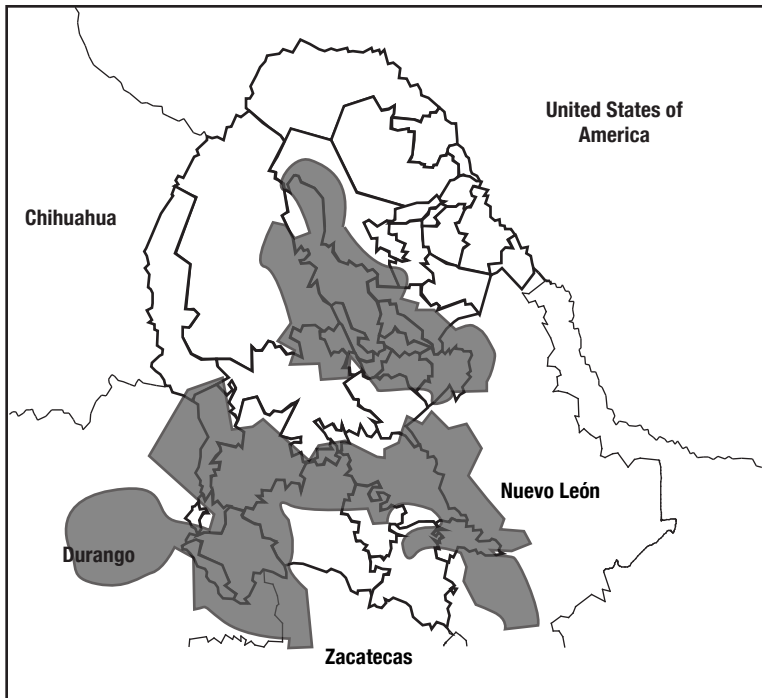 United States of
America
Chihuahua
Nuevo León
Durango
Zacatecas